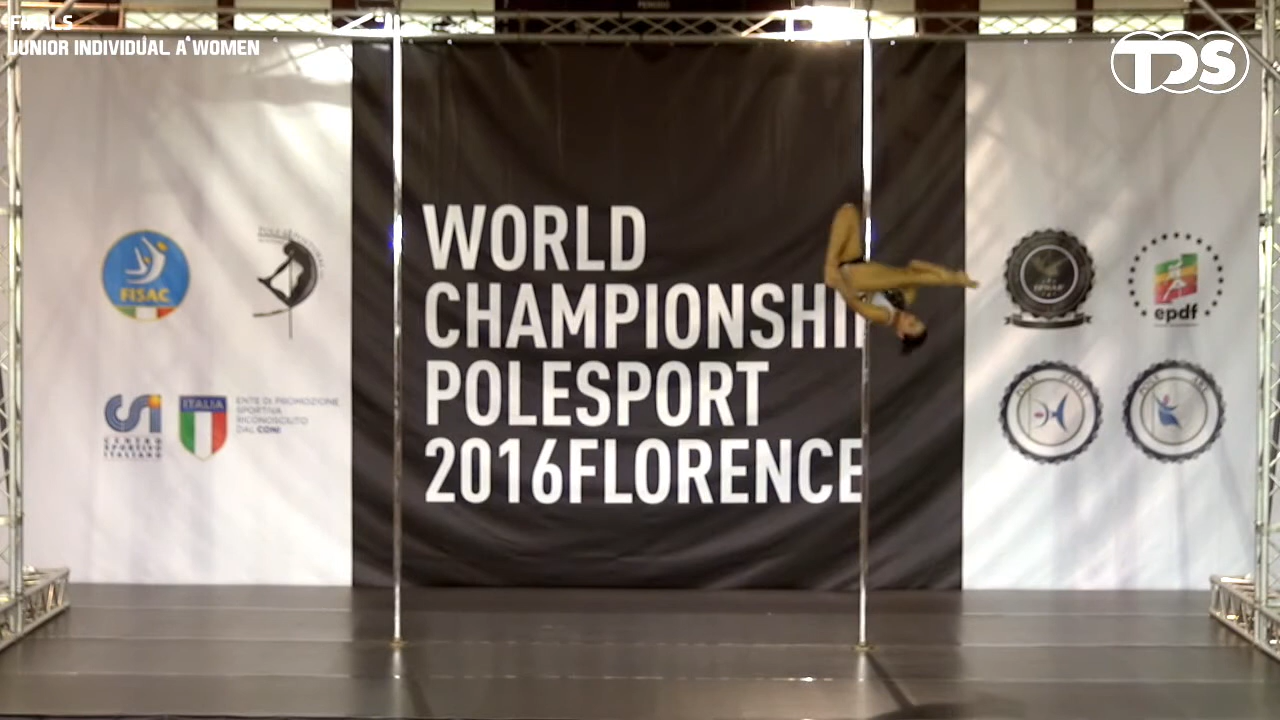 FINALS
JUNIOR INDIVIDUAL A WOMEN
TDS
WORLD
CHAMPIONSHI
POLESPORT
2016FLORENCE
FISAC
epdf
CSI
CENTRO
SPORTIVO
ITALIANO
ITALIA
ENTE DI PROMOZIONE
SPORTIVA
RICONOSCIUTO
DAL CONI